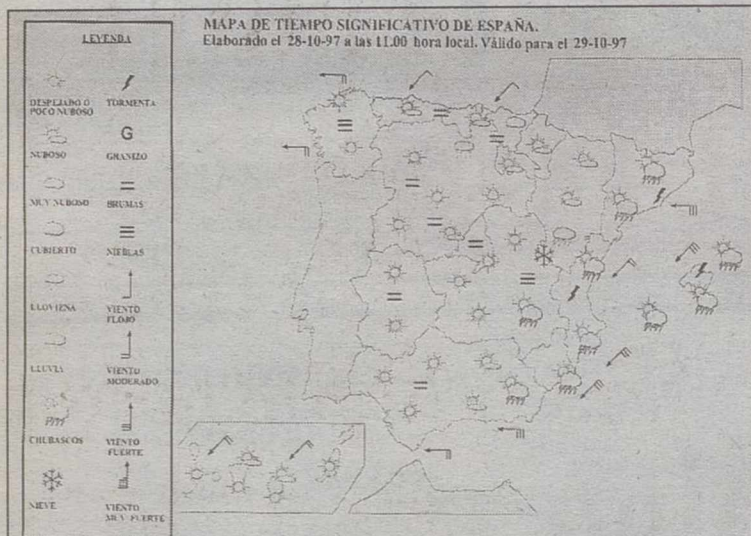 MAPA DE TIEMPO SIGNIFICATIVO DE ESPAÑA.
Elaborado el 28-10-97 a las 11.00 hora local. Válido para el 29-10-97
LEYENDA
DESPEJADO O
POCO NUBOSO
TORMENTA
NUBOSO
G
GRANIZO
MUY NUBOSO
BRUMAS
CUBIERTO
NIEBLAS
LLOVIZNA
VIENTO
FLOJO
LLUVIA
VIENTO
MODERADO
CHUBASCOS
VIENTO
FUERTE
NIEVE
VIENTO
MUY FUERTE